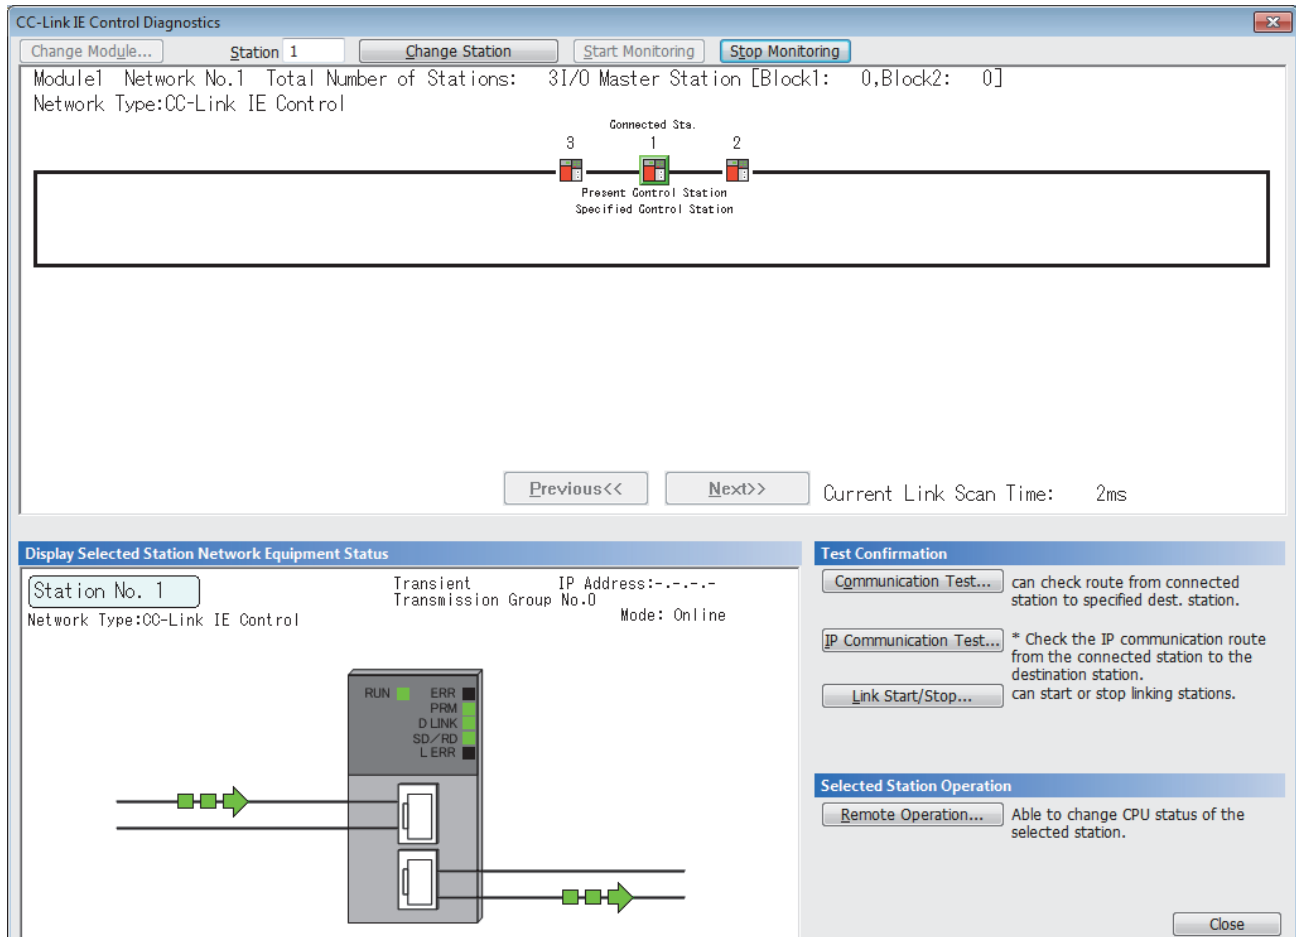 CC-Link IE Control Diagnostics
Change Module...
Station 1
Change Station
Start Monitoring
Stop Monitoring
Module1 Network No.1 Total Number of Stations: 3I/O Master Station [Block1: 0,Block2: 0]
Network Type:CC-Link IE Control
Connected Sta.
3 1 2
Present Control Station
Specified Control Station
Previous<<
Next>>
Current Link Scan Time: 2ms
Display Selected Station Network Equipment Status
Station No. 1
Transient
Transmission Group No.0
IP Address:-.-.-.-
Mode: Online
Network Type:CC-Link IE Control
RUN
ERR
PRM
D LINK
SD/RD
L ERR
Test Confirmation
Communication Test...
can check route from connected
station to specified dest. station.
IP Communication Test...
* Check the IP communication route
from the connected station to the
destination station.
Link Start/Stop...
can start or stop linking stations.
Selected Station Operation
Remote Operation...
Able to change CPU status of the
selected station.
Close